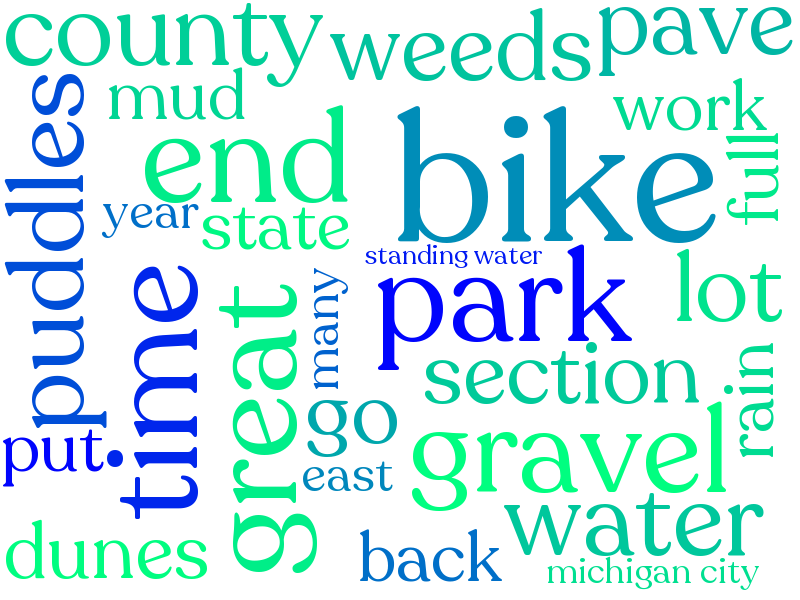 county
weeds
pave
mud
work
puddles
end
bike
full
year
state
standing water
time
great
many
park
lot
section
rain
put
go
gravel
east
water
dunes
back
michigan city